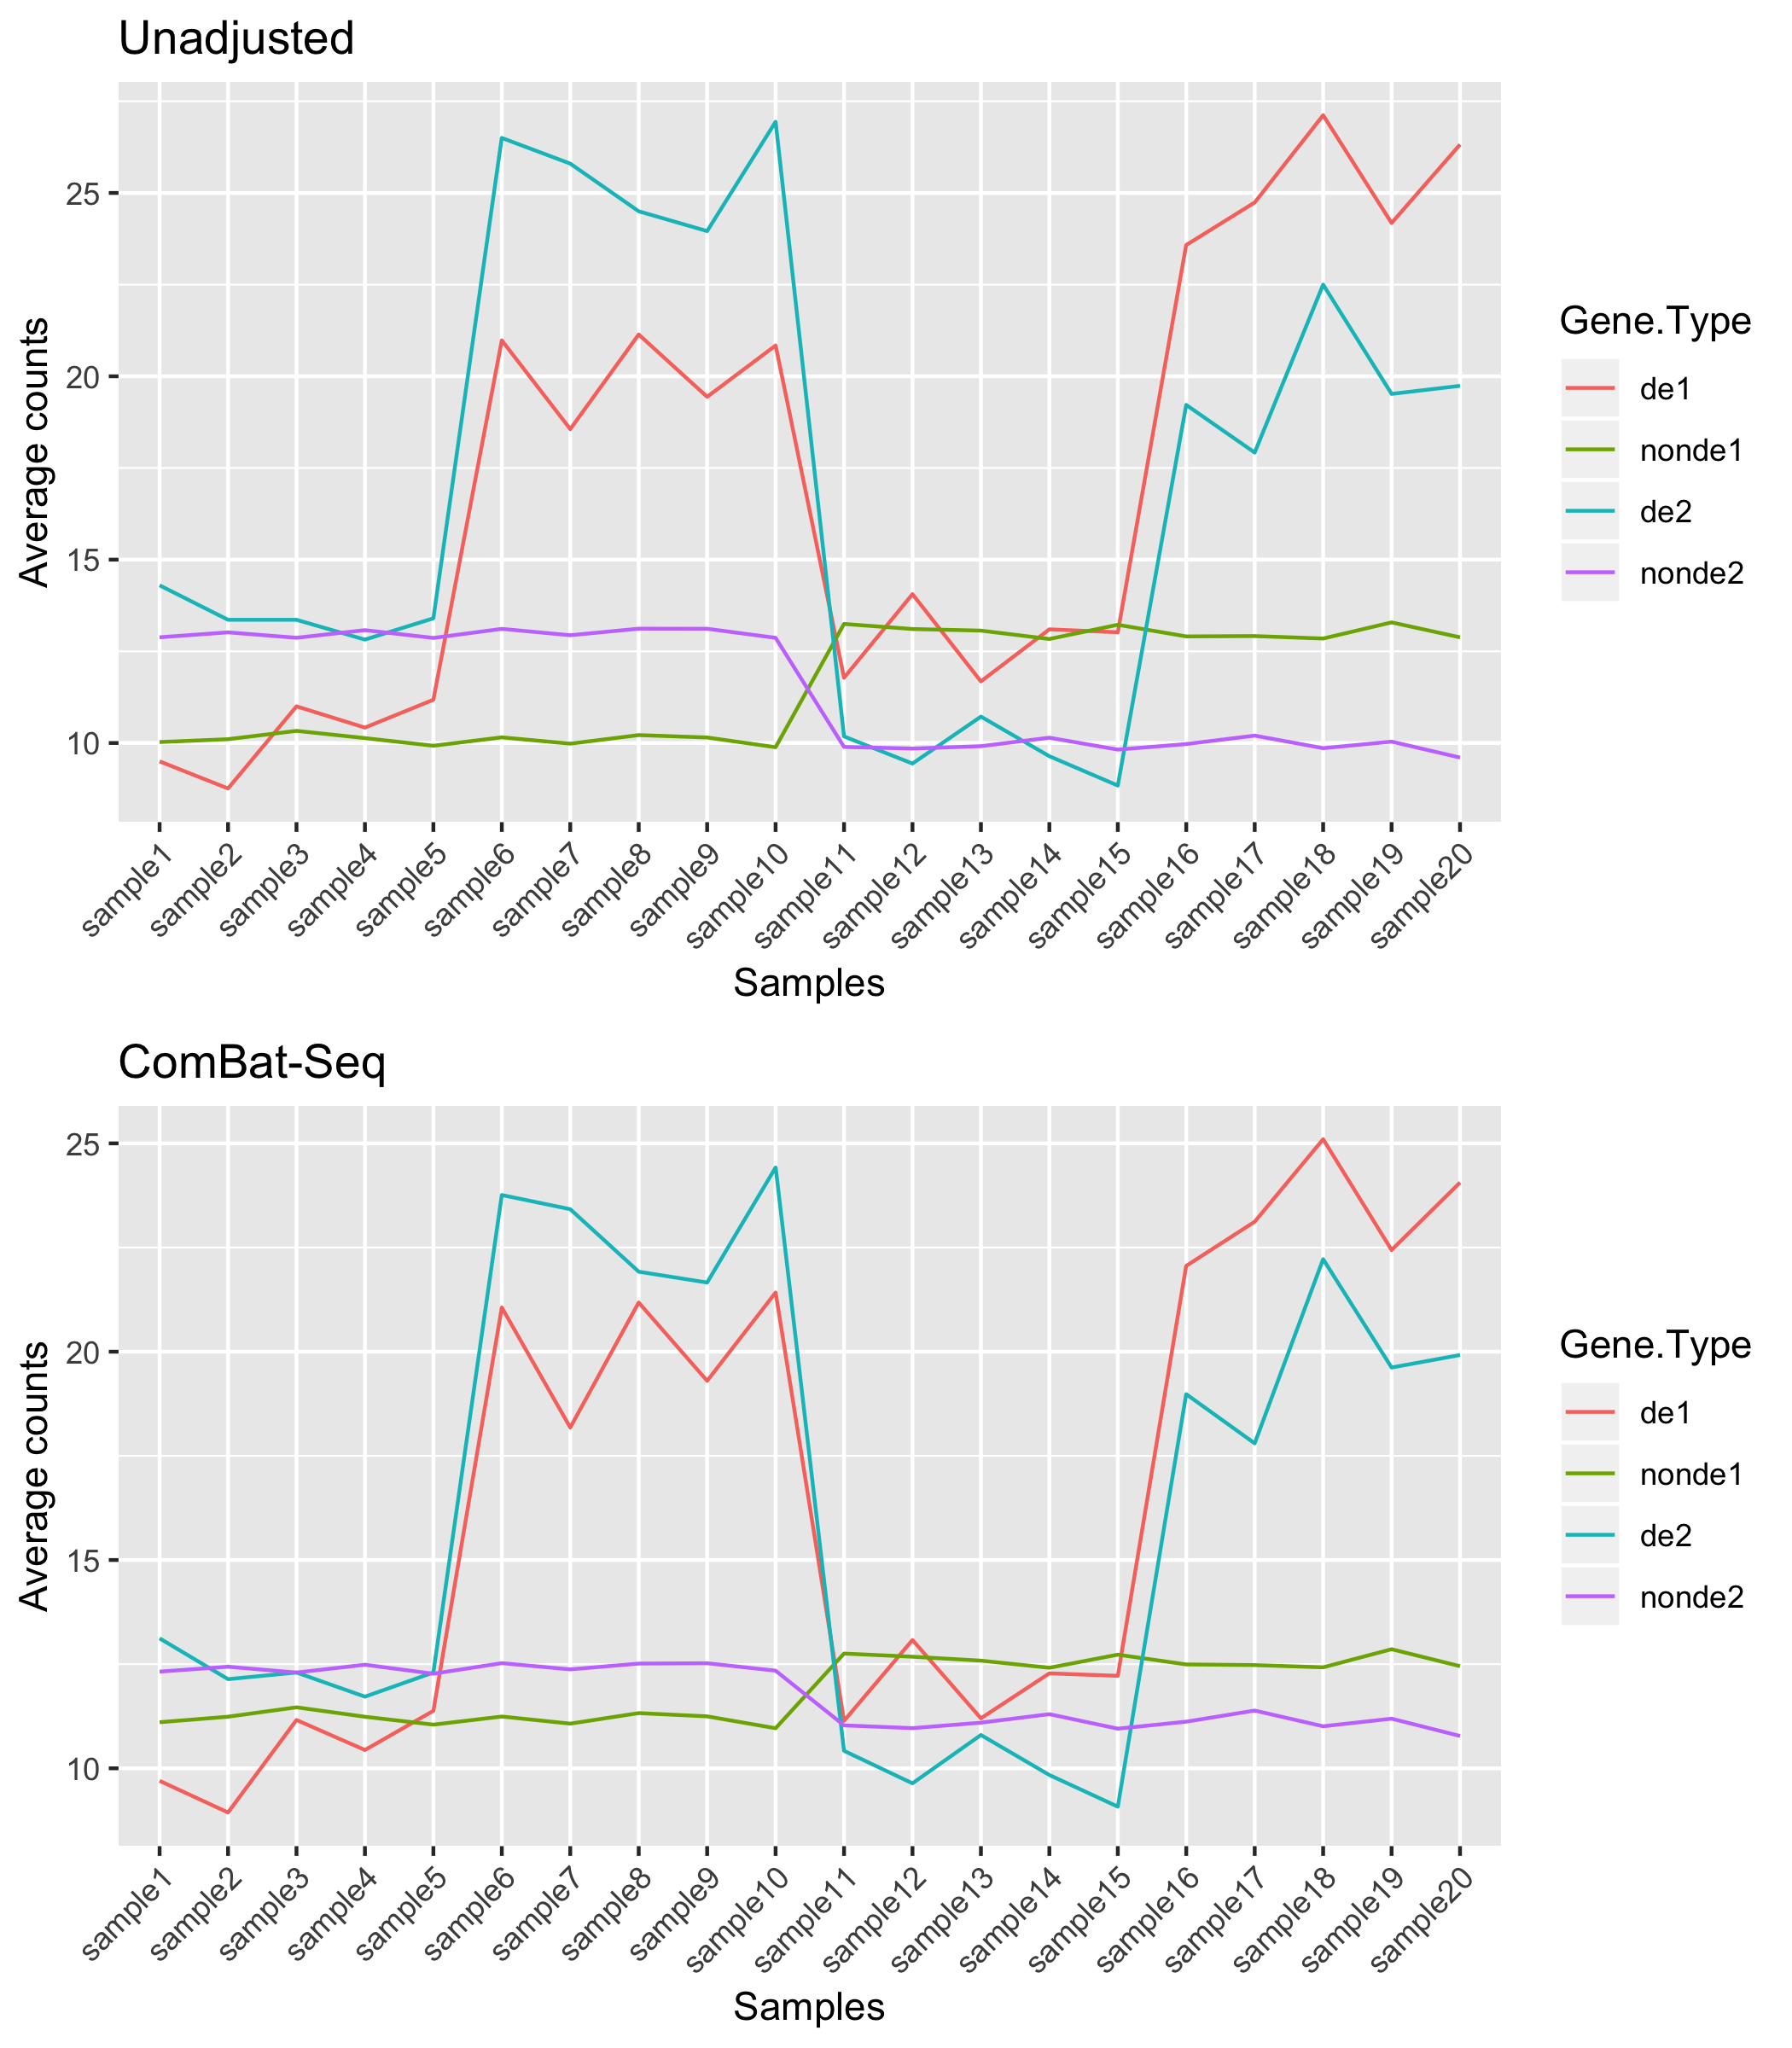 Unadjusted
Average counts
25
20
15
10
sample1
sample2
sample3
sample4
sample5
sample6
sample7
sample8
sample9
sample10
sample11
sample12
sample13
sample14
sample15
sample16
sample17
sample18
sample19
sample20
Samples
Gene.Type
de1
nonde1
de2
nonde2
ComBat-Seq
Average counts
25
20
15
10
sample1
sample2
sample3
sample4
sample5
sample6
sample7
sample8
sample9
sample10
sample11
sample12
sample13
sample14
sample15
sample16
sample17
sample18
sample19
sample20
Samples
Gene.Type
de1
nonde1
de2
nonde2